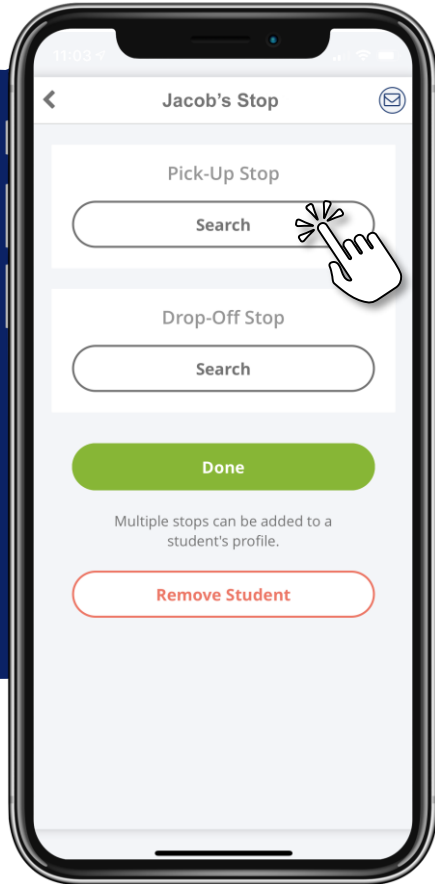 11:03
Jacob's Stop
Pick-Up Stop
Search
Drop-Off Stop
Search
Done
Multiple stops can be added to a
student's profile.
Remove Student